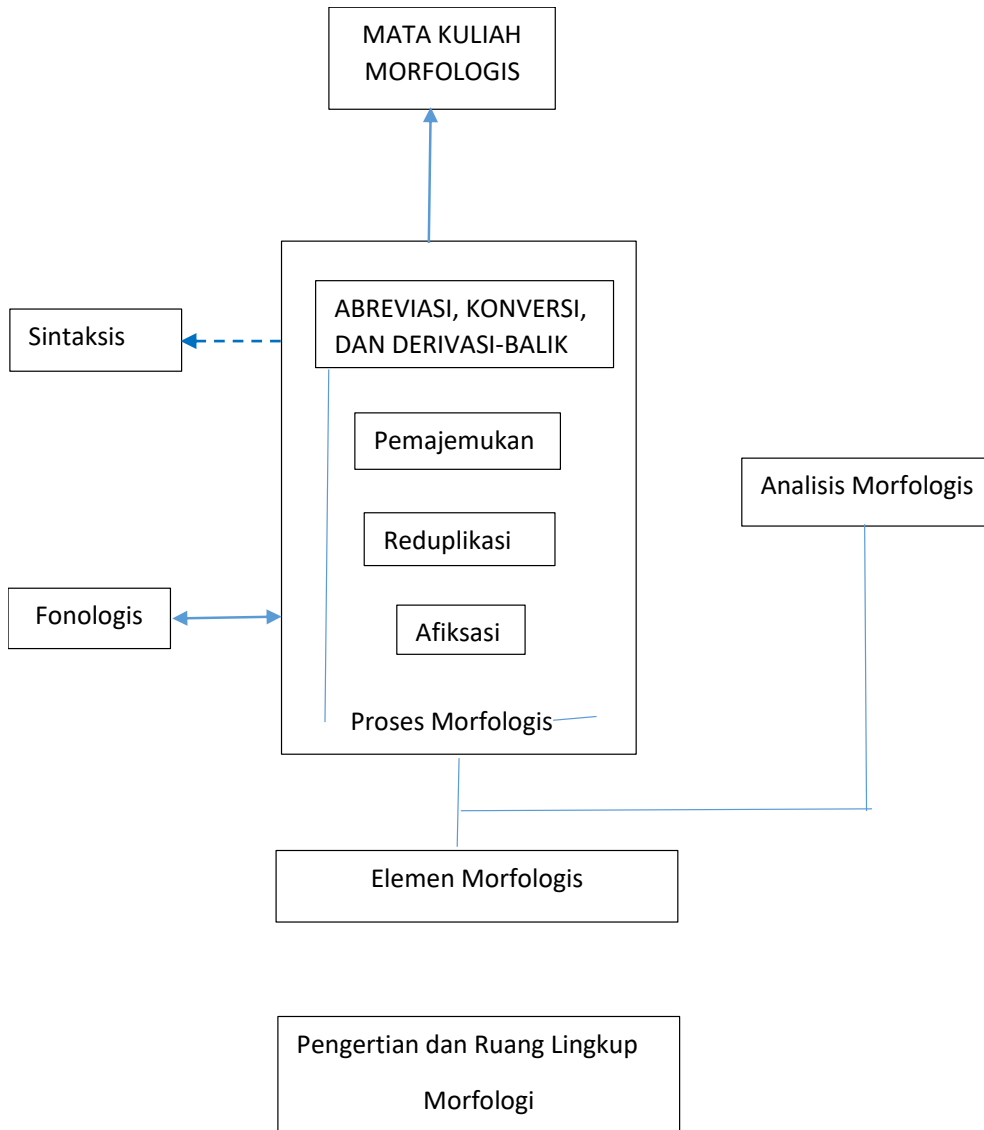 MATA KULIAH
MORFOLOGIS
ABREVIASI, KONVERSI,
DAN DERIVASI-BALIK
Sintaksis
Pemajemukan
Analisis Morfologis
Reduplikasi
Fonologis
Afiksasi
Proses Morfologis
Elemen Morfologis
Pengertian dan Ruang Lingkup
Morfologi